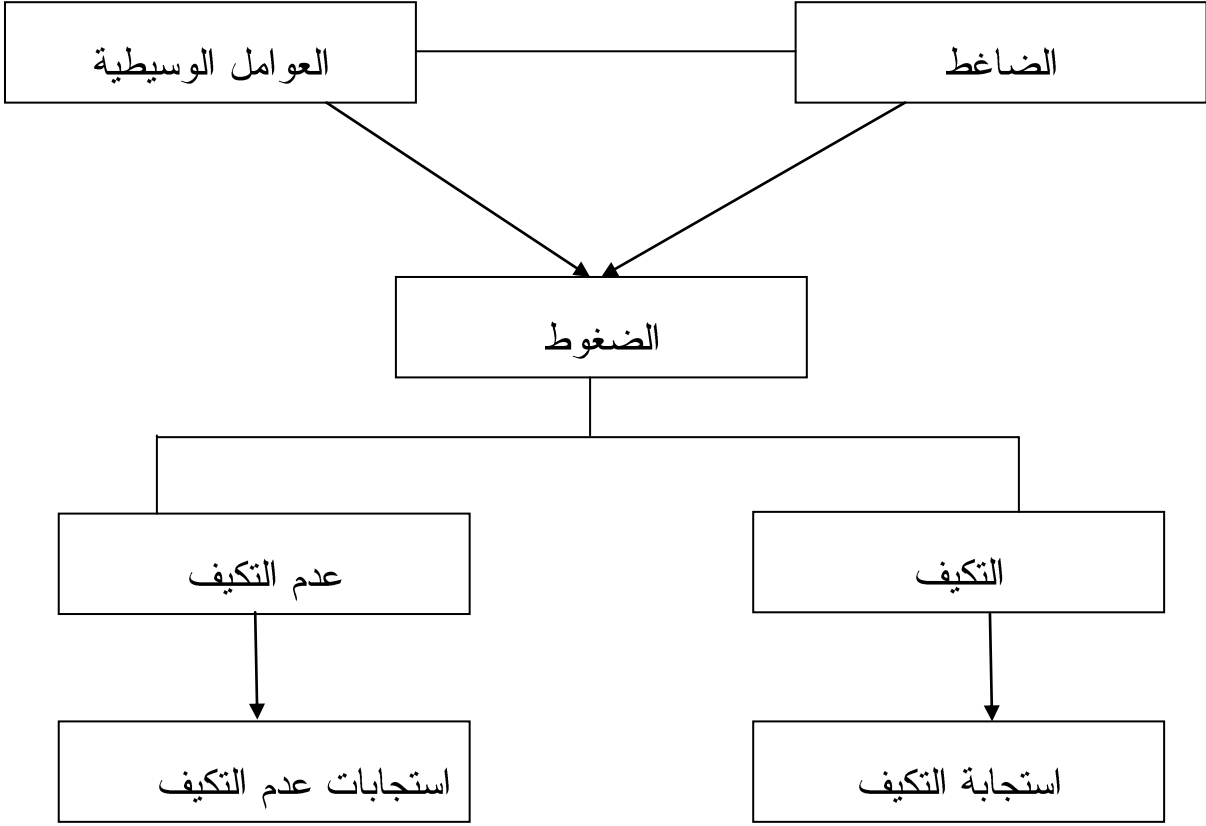 الضاغط
العوامل الوسيطية
الضغوط
التكيف
عدم التكيف
استجابة التكيف
استجابات عدم التكيف